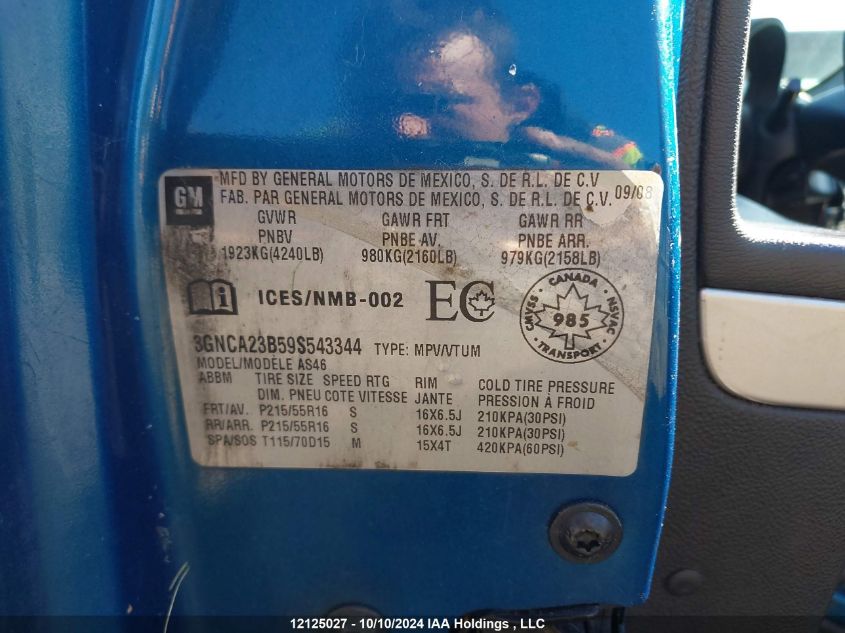 GM
MFD BY GENERAL MOTORS DE MEXICO, S. DE R.L. DE C.V
FAB. PAR GENERAL MOTORS DE MEXICO, S. DE R.L. DE C.V. 09/08
GVWR GAWR FRT GAWR RR
PNBV PNBE AV. PNBE ARR.
1923KG(4240LB) 980KG(2160LB) 979KG(2158LB)
ICES/NMB-002 EC
CANADA
CMVSS 985 NSVAC
TRANSPORT
3GNCA23B59S543344 TYPE: MPV/VTUM
MODEL/MODÈLE AS46
ABBM TIRE SIZE SPEED RTG RIM COLD TIRE PRESSURE
DIM. PNEU COTE VITESSE JANTE PRESSION À FROID
FRT/AV. P215/55R16 S 16X6.5J 210KPA(30PSI)
RR/ARR. P215/55R16 S 16X6.5J 210KPA(30PSI)
SPA/SOS T115/70D15 M 15X4T 420KPA(60PSI)
12125027 - 10/10/2024 IAA Holdings , LLC